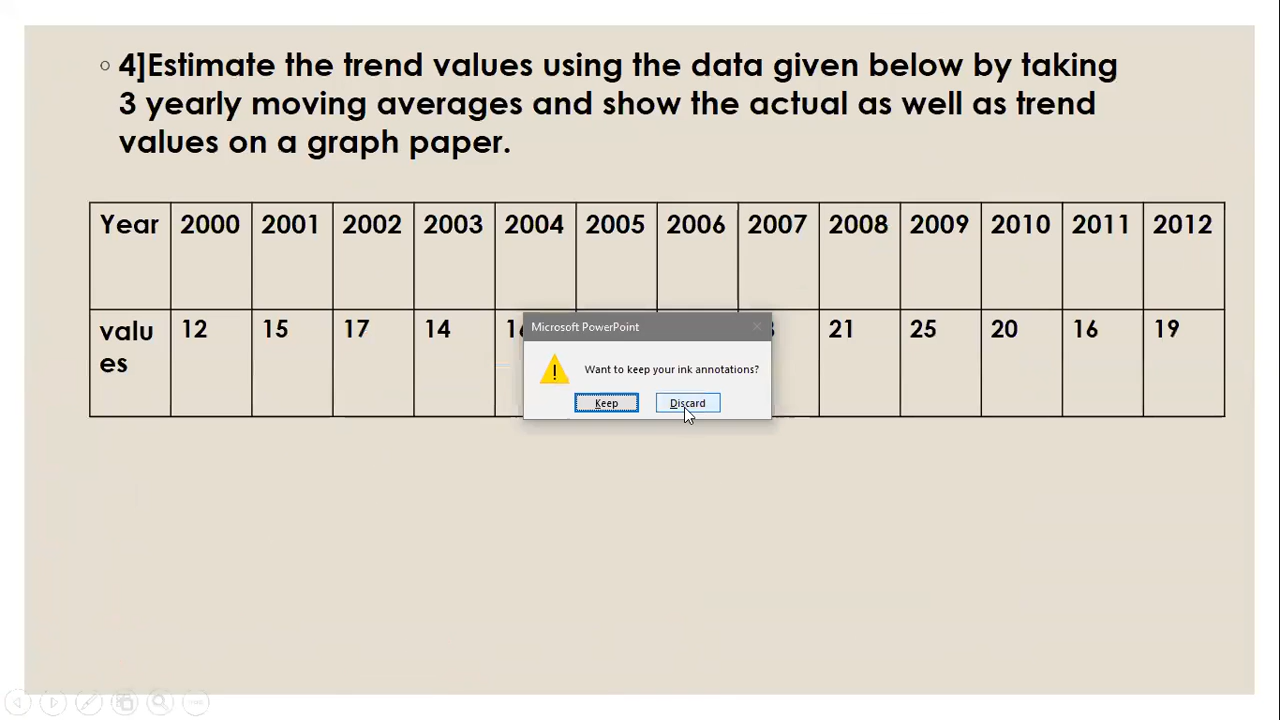 4]Estimate the trend values using the data given below by taking
3 yearly moving averages and show the actual as well as trend
values on a graph paper.
Year 2000 2001 2002 2003 2004 2005 2006 2007 2008 2009 2010 2011 2012
valu
es
12 15 17 14 21 25 20 16 19
Microsoft PowerPoint
Want to keep your ink annotations?
Keep Discard